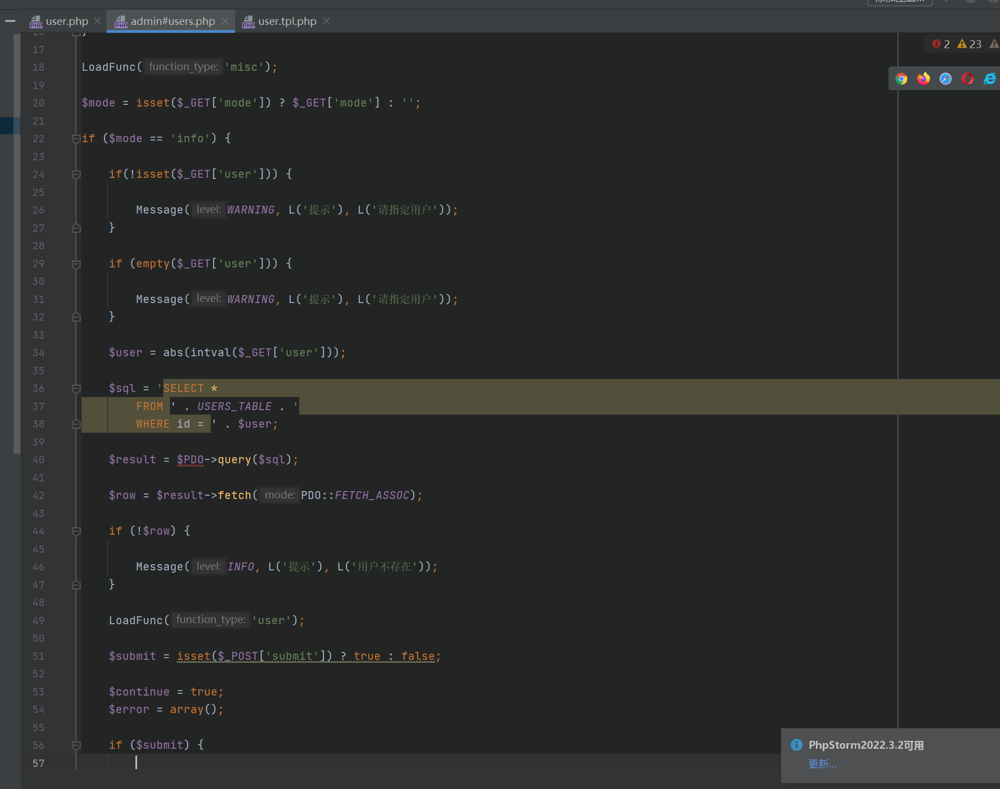 添加配置...
user.php
admin#users.php
user.tpl.php
2 23
16 }
17
18 LoadFunc( function_type: 'misc');
19
20 $mode = isset($_GET['mode']) ? $_GET['mode'] : '';
21
22 if ($mode == 'info') {
23
24 if(!isset($_GET['user'])) {
25
26 Message( level: WARNING, L('提示'), L('请指定用户'));
27 }
28
29 if (empty($_GET['user'])) {
30
31 Message( level: WARNING, L('提示'), L('请指定用户'));
32 }
33
34 $user = abs(intval($_GET['user']));
35
36 $sql = 'SELECT *
37 FROM ' . USERS_TABLE . '
38 WHERE id = ' . $user;
39
40 $result = $PDO->query($sql);
41
42 $row = $result->fetch( mode: PDO::FETCH_ASSOC);
43
44 if (!$row) {
45
46 Message( level: INFO, L('提示'), L('用户不存在'));
47 }
48
49 LoadFunc( function_type: 'user');
50
51 $submit = isset($_POST['submit']) ? true : false;
52
53 $continue = true;
54 $error = array();
55
56 if ($submit) {
57
PhpStorm2022.3.2可用
更新...